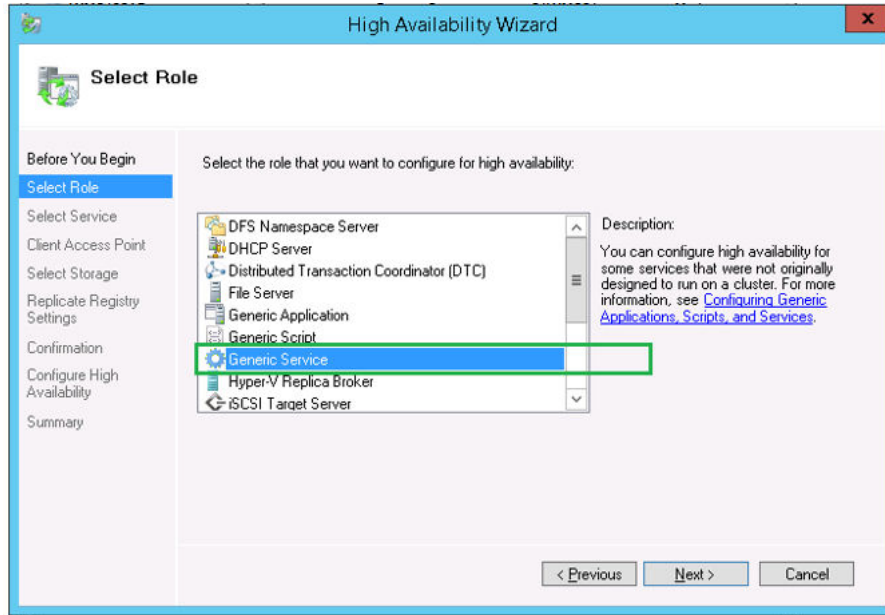 High Availability Wizard
x
Select Role
Before You Begin
Select Role
Select Service
Client Access Point
Select Storage
Replicate Registry
Settings
Confirmation
Configure High
Availability
Summary
Select the role that you want to configure for high availability:
DFS Namespace Server
DHCP Server
Distributed Transaction Coordinator (DTC)
File Server
Generic Application
Generic Script
Generic Service
Hyper-V Replica Broker
iSCSI Target Server
Description:
You can configure high availability for
some services that were not originally
designed to run on a cluster. For more
information, see Configuring Generic
Applications, Scripts, and Services.
< Previous
Next >
Cancel